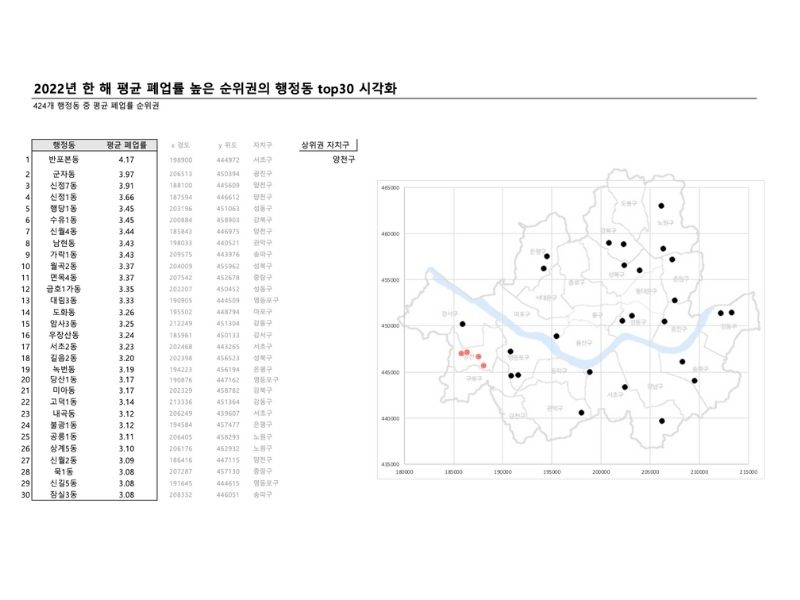 2022년 한 해 평균 폐업률 높은 순위권의 행정동 top30 시각화
424개 행정동 중 평균 폐업률 순위권
행정동 평균 폐업률 x 경도 y 위도 자치구 상위권 자치구
1 반포본동 4.17 198900 444972 서초구 양천구
2 군자동 3.97 206513 450394 광진구
3 신정7동 3.91 188100 445609 양천구
4 신정1동 3.66 187594 446612 양천구
5 행당1동 3.45 203196 451063 성동구
6 수유1동 3.45 200884 458903 강북구
7 신월4동 3.44 185843 446975 양천구
8 남현동 3.43 198033 440521 관악구
9 가락1동 3.43 209575 443976 송파구
10 월곡2동 3.37 204009 455962 성북구
11 면목4동 3.37 207542 452678 중랑구
12 금호1가동 3.35 202207 450452 성동구
13 대림3동 3.33 190905 444509 영등포구
14 도화동 3.26 195502 448794 마포구
15 암사3동 3.25 212249 451304 강동구
16 우장산동 3.24 185961 450133 강서구
17 서초2동 3.23 202468 443265 서초구
18 길음2동 3.20 202398 456523 성북구
19 녹번동 3.19 194223 456194 은평구
20 당산1동 3.17 190876 447162 영등포구
21 미아동 3.17 202329 458782 강북구
22 고덕1동 3.14 213336 451364 강동구
23 내곡동 3.12 206249 439607 서초구
24 불광1동 3.12 194584 457477 은평구
25 공릉1동 3.11 206405 458293 노원구
26 상계5동 3.10 206176 462932 노원구
27 신월2동 3.09 186416 447115 양천구
28 묵1동 3.08 207287 457130 중랑구
29 신길5동 3.08 191645 444615 영등포구
30 잠실3동 3.08 208332 446051 송파구
465000
460000
455000
450000
445000
440000
435000
180000 185000 190000 195000 200000 205000 210000 215000
도봉구
노원구
강북구
은평구
성북구
중랑구
종로구
동대문구
서대문구
강서구
마포구
중구
성동구
광진구
강동구
용산구
영등포구
동작구
송파구
구로구
강남구
서초구
관악구
금천구